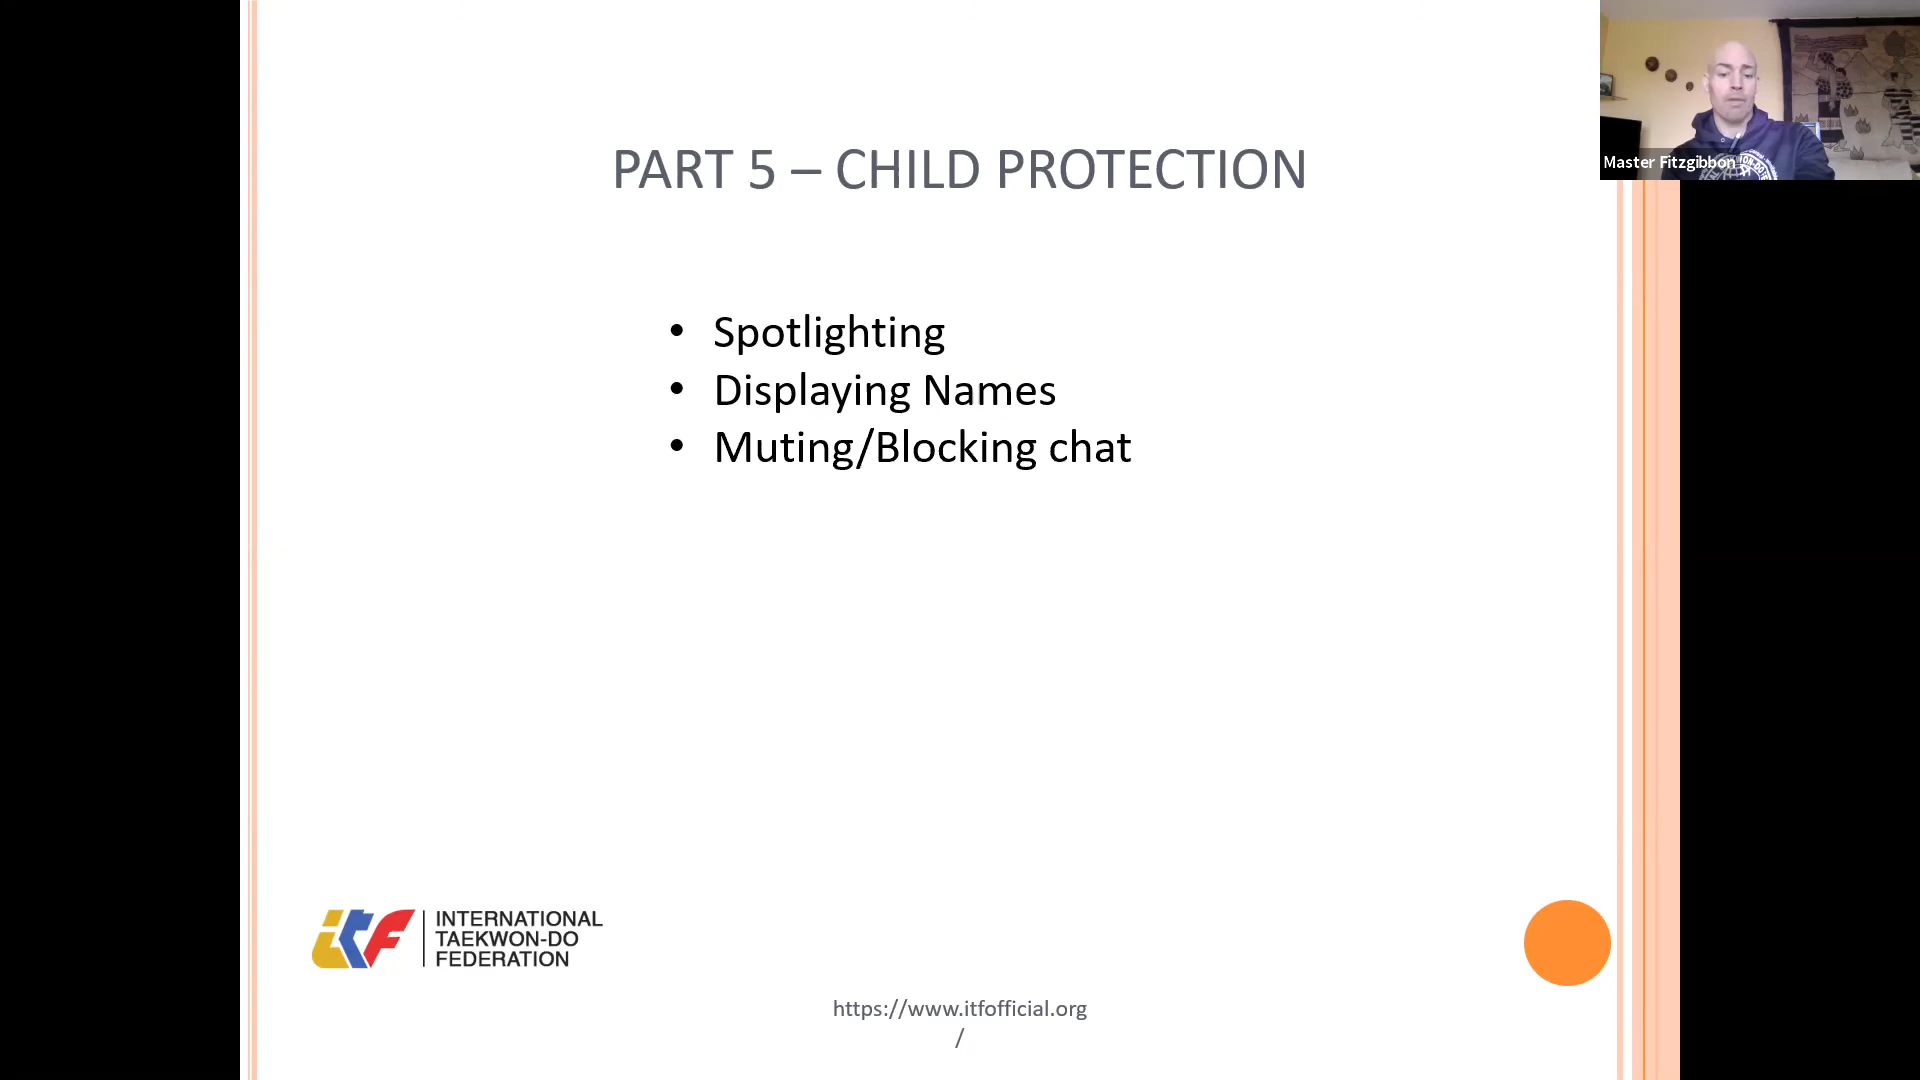 PART 5 – CHILD PROTECTION
Master Fitzgibbon
• Spotlighting
• Displaying Names
• Muting/Blocking chat
itf
INTERNATIONAL
TAEKWON-DO
FEDERATION
https://www.itfofficial.org
/